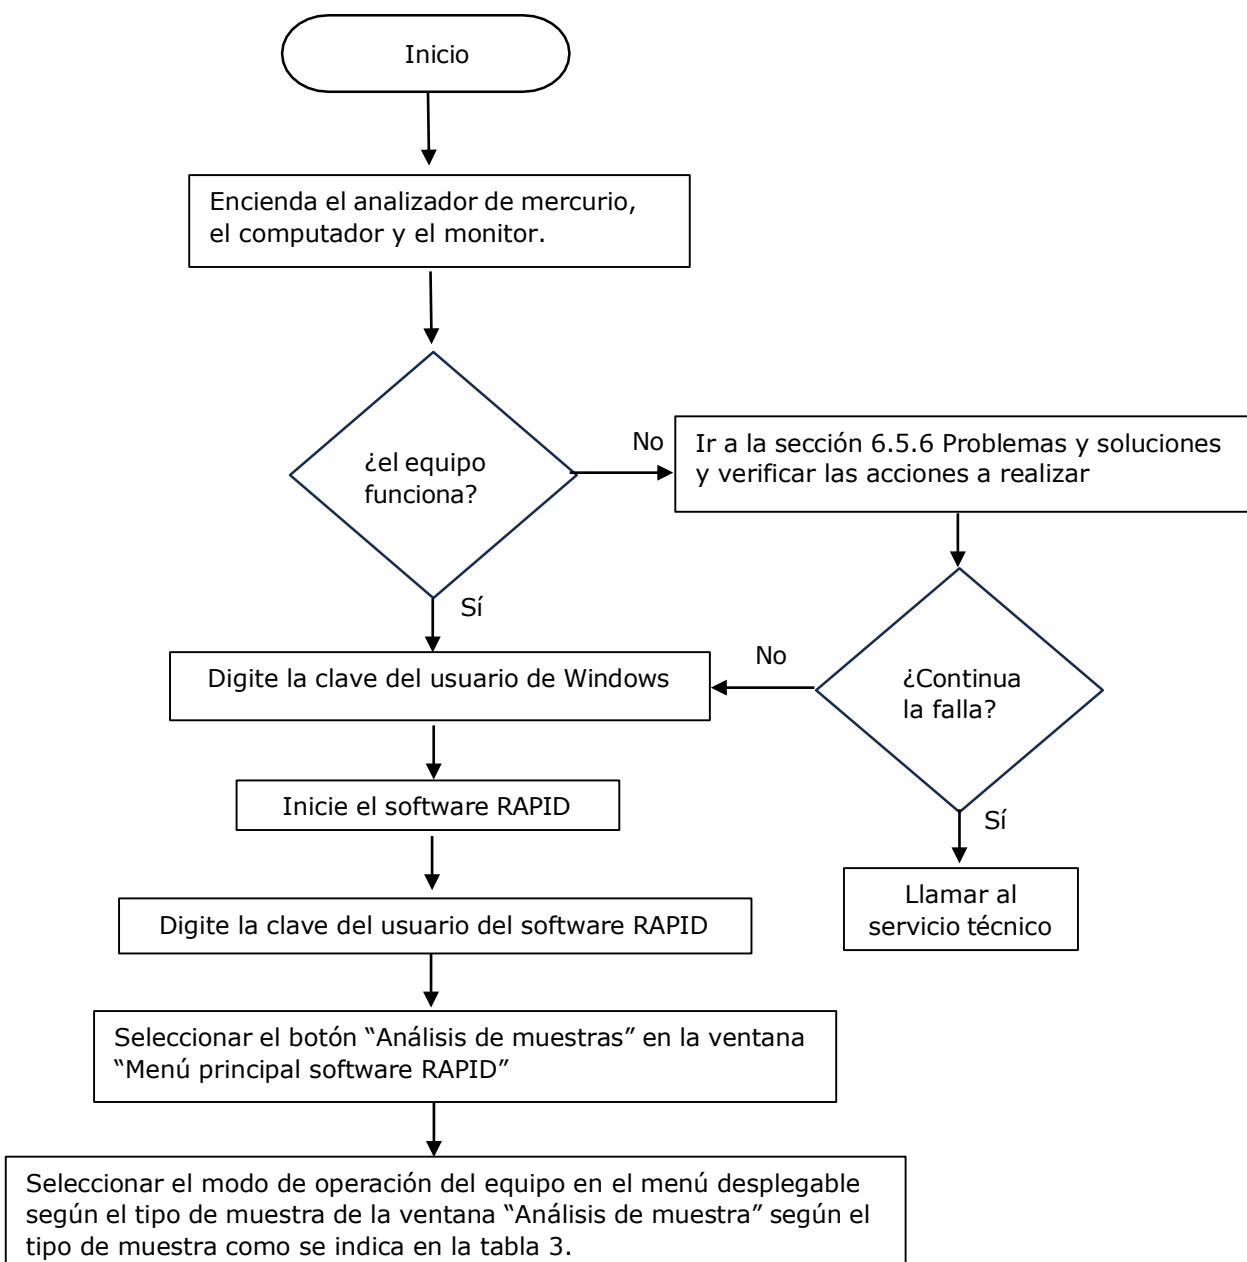 Inicio
Encienda el analizador de mercurio,
el computador y el monitor.
¿el equipo
funciona?
No
Ir a la sección 6.5.6 Problemas y soluciones
y verificar las acciones a realizar
Sí
Digite la clave del usuario de Windows
No
¿Continua
la falla?
Inicie el software RAPID
Sí
Llamar al
servicio técnico
Digite la clave del usuario del software RAPID
Seleccionar el botón “Análisis de muestras” en la ventana
“Menú principal software RAPID”
Seleccionar el modo de operación del equipo en el menú desplegable
según el tipo de muestra de la ventana “Análisis de muestra” según el
tipo de muestra como se indica en la tabla 3.